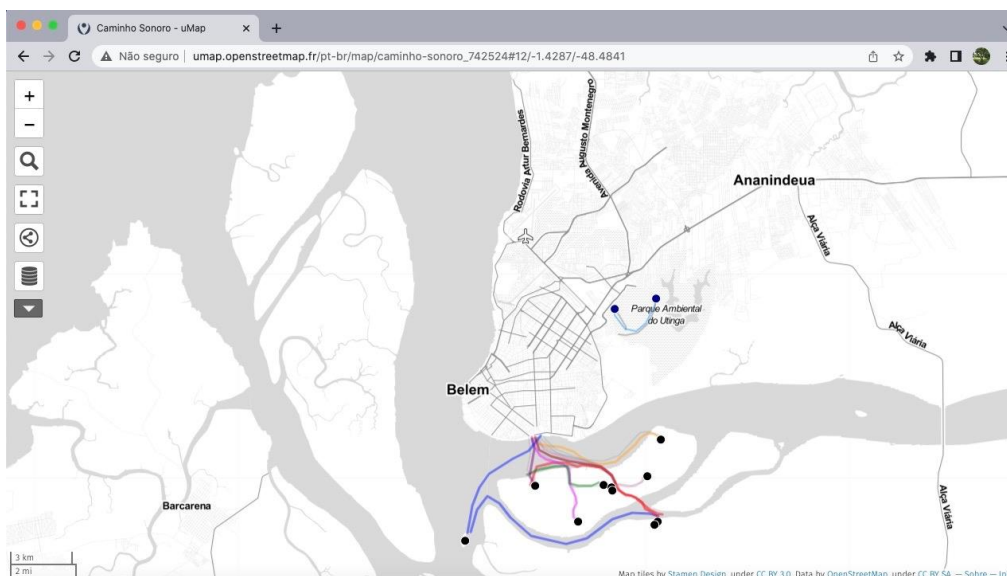 Caminho Sonoro - uMap
Não seguro
umap.openstreetmap.fr/pt-br/map/caminho-sonoro_742524#12/-1.4287/-48.4841
+
−
Rodovia Artur Bernardes
Avenida Augusto Montenegro
Ananindeua
Alça Viária
Parque Ambiental
do Utinga
Alça Viária
Belem
Barcarena
Alça Viária
3 km
2 mi
Map tiles by Stamen Design, under CC BY 3.0. Data by OpenStreetMap, under CC BY SA. — Sobre — In